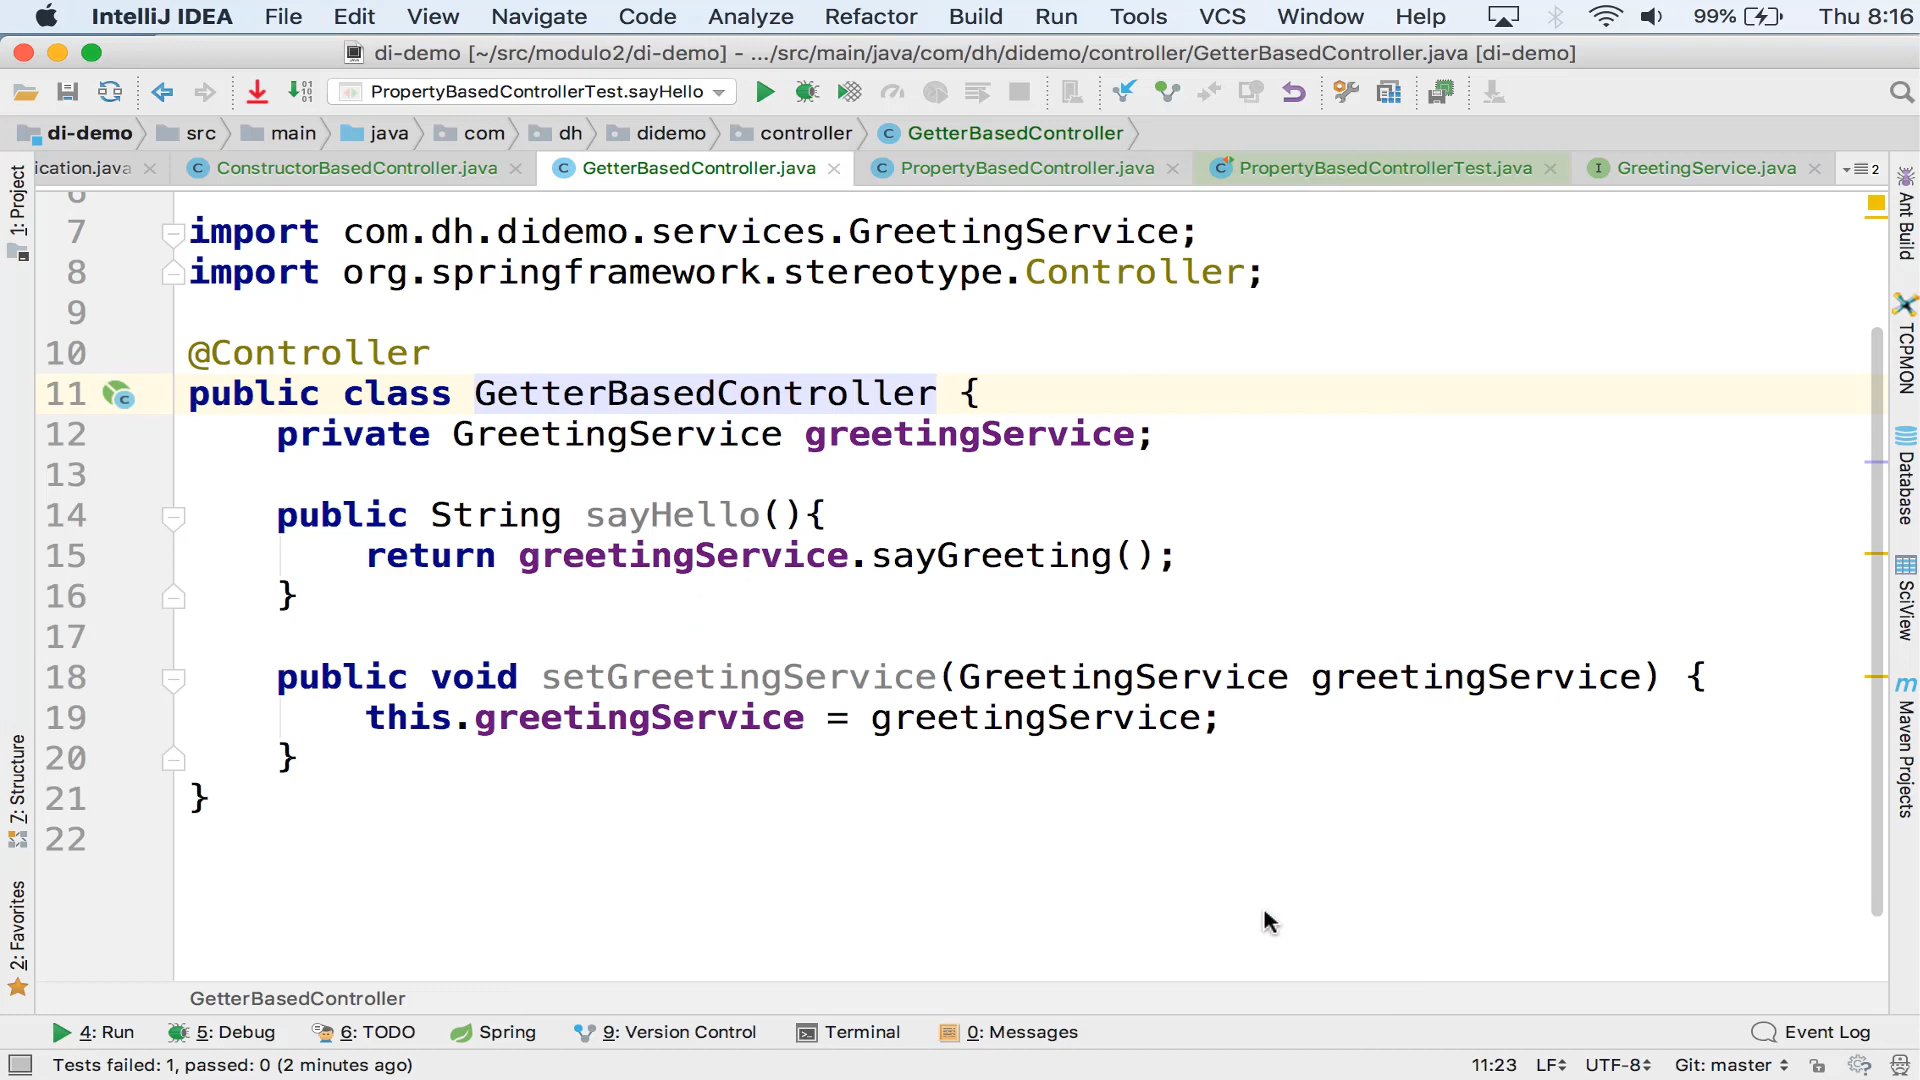 IntelliJ IDEA File Edit View Navigate Code Analyze Refactor Build Run Tools VCS Window Help 99% Thu 8:16
di-demo [~/src/modulo2/di-demo] - .../src/main/java/com/dh/didemo/controller/GetterBasedController.java [di-demo]
PropertyBasedControllerTest.sayHello
di-demo src main java com dh didemo controller GetterBasedController
ication.java ConstructorBasedController.java GetterBasedController.java PropertyBasedController.java PropertyBasedControllerTest.java GreetingService.java 2
1: Project
7: Structure
2: Favorites
6
7 import com.dh.didemo.services.GreetingService;
8 import org.springframework.stereotype.Controller;
9
10 @Controller
11 public class GetterBasedController {
12 private GreetingService greetingService;
13
14 public String sayHello(){
15 return greetingService.sayGreeting();
16 }
17
18 public void setGreetingService(GreetingService greetingService) {
19 this.greetingService = greetingService;
20 }
21 }
22
Ant Build
TCPMON
Database
SciView
Maven Projects
GetterBasedController
4: Run 5: Debug 6: TODO Spring 9: Version Control Terminal 0: Messages Event Log
Tests failed: 1, passed: 0 (2 minutes ago) 11:23 LF UTF-8 Git: master